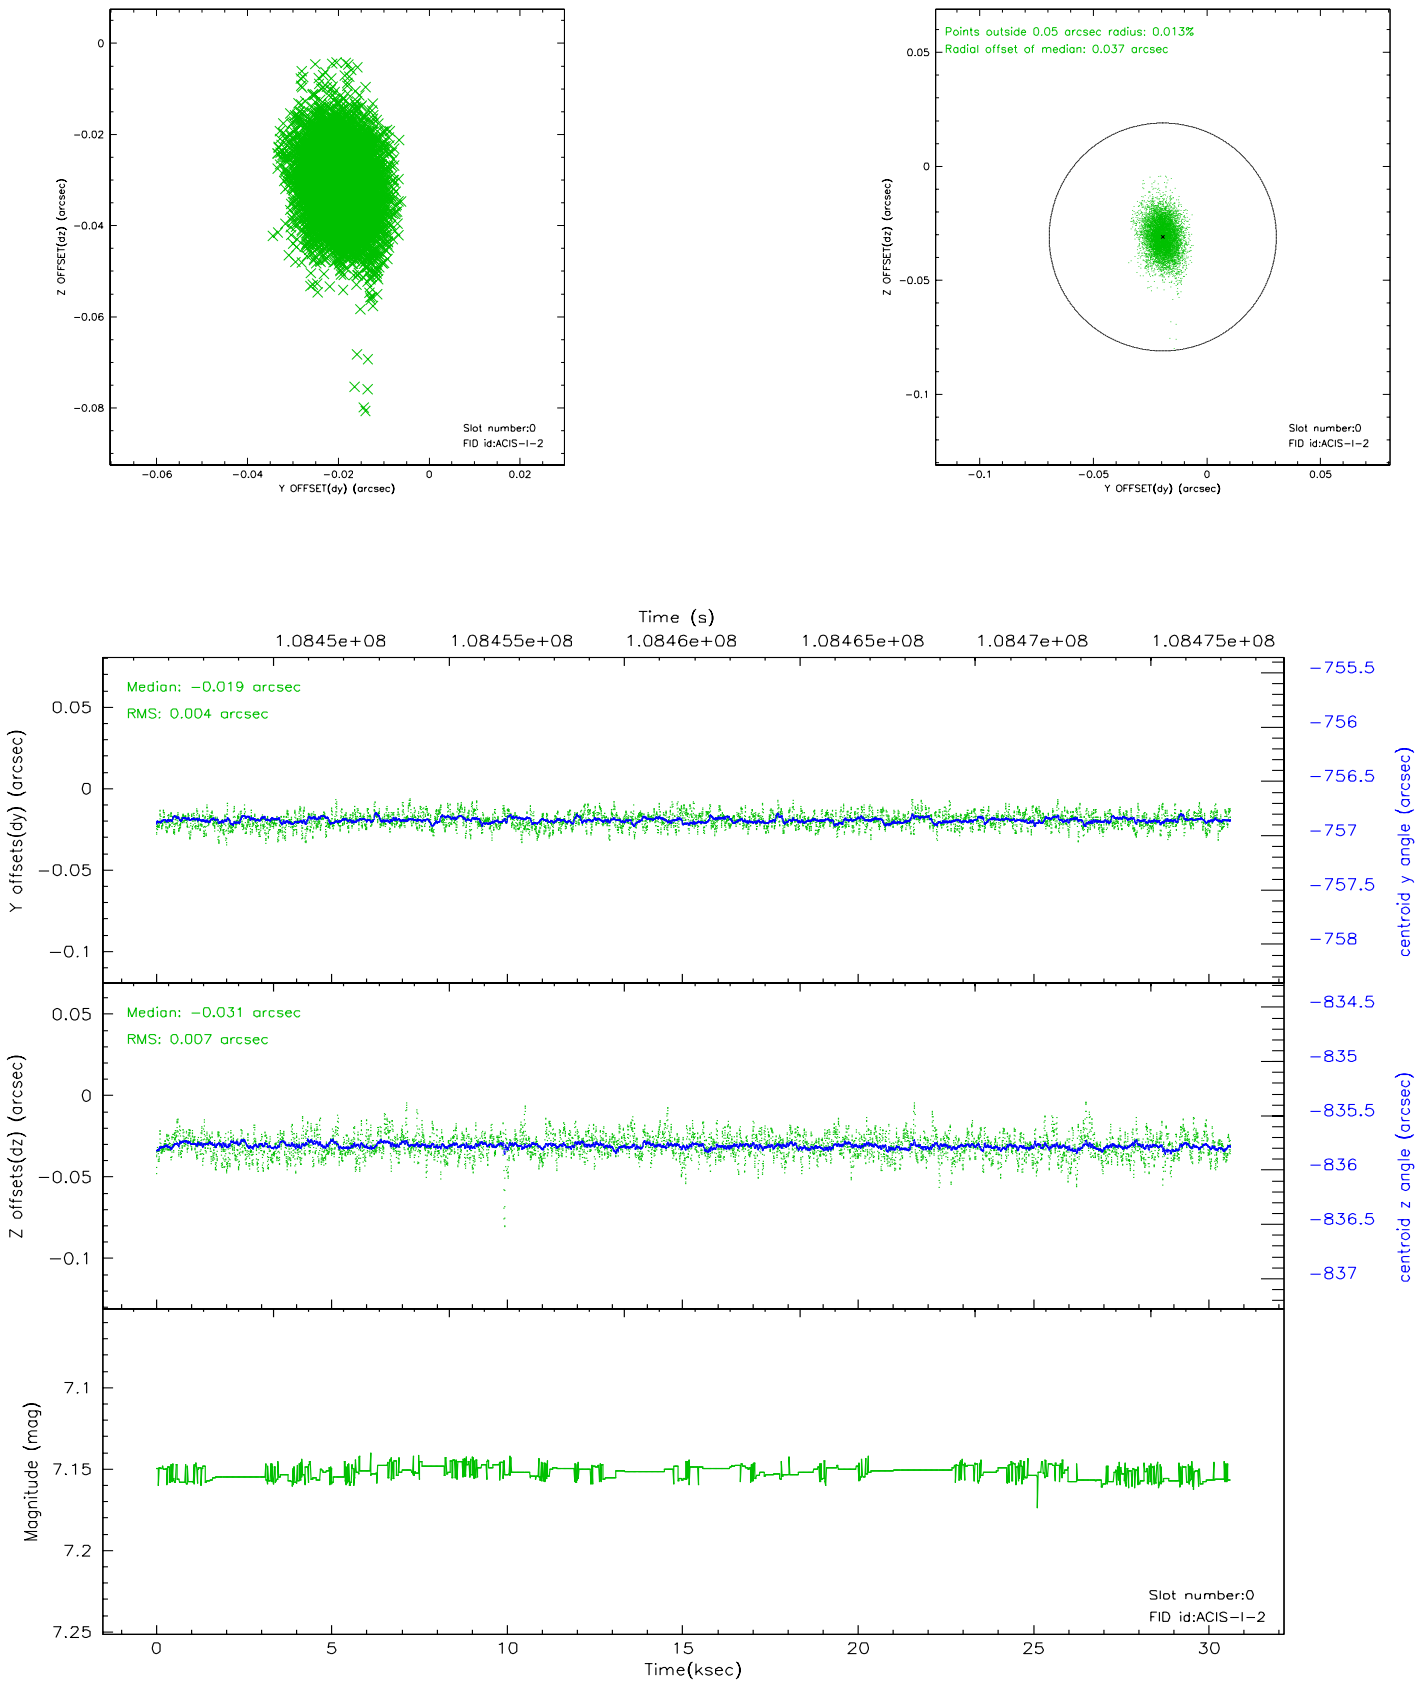 0
−0.02
−0.04
−0.06
−0.08
Z OFFSET(dz) (arcsec)
Slot number:0
FID id:ACIS−I−2
−0.06 −0.04 −0.02 0 0.02
Y OFFSET(dy) (arcsec)
Points outside 0.05 arcsec radius: 0.013%
Radial offset of median: 0.037 arcsec
0.05
0
−0.05
−0.1
Z OFFSET(dz) (arcsec)
Slot number:0
FID id:ACIS−I−2
−0.1 −0.05 0 0.05
Y OFFSET(dy) (arcsec)
Time (s)
1.0845e+08 1.08455e+08 1.0846e+08 1.08465e+08 1.0847e+08 1.08475e+08
Median: −0.019 arcsec
RMS: 0.004 arcsec
0.05
0
−0.05
−0.1
Y offsets(dy) (arcsec)
−755.5
−756
−756.5
−757
−757.5
−758
centroid y angle (arcsec)
Median: −0.031 arcsec
RMS: 0.007 arcsec
0.05
0
−0.05
−0.1
Z offsets(dz) (arcsec)
−834.5
−835
−835.5
−836
−836.5
−837
centroid z angle (arcsec)
7.1
7.15
7.2
7.25
Magnitude (mag)
Slot number:0
FID id:ACIS−I−2
0 5 10 15 20 25 30
Time(ksec)